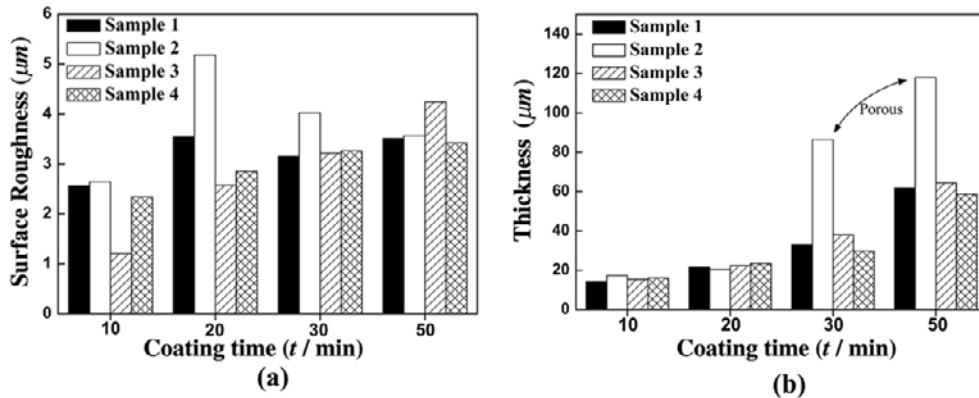 Surface Roughness (μm)
6
5
4
3
2
1
0
Sample 1
Sample 2
Sample 3
Sample 4
10 20 30 50
Coating time (t / min)
(a)
Thickness (μm)
140
120
100
80
60
40
20
0
Sample 1
Sample 2
Sample 3
Sample 4
Porous
10 20 30 50
Coating time (t / min)
(b)